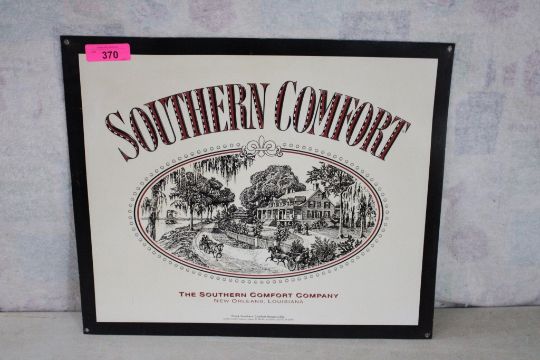 370
SOUTHERN COMFORT
THE SOUTHERN COMFORT COMPANY
NEW ORLEANS, LOUISIANA